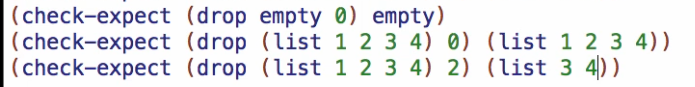 (check-expect (drop empty 0) empty)
(check-expect (drop (list 1 2 3 4) 0) (list 1 2 3 4))
(check-expect (drop (list 1 2 3 4) 2) (list 3 4))